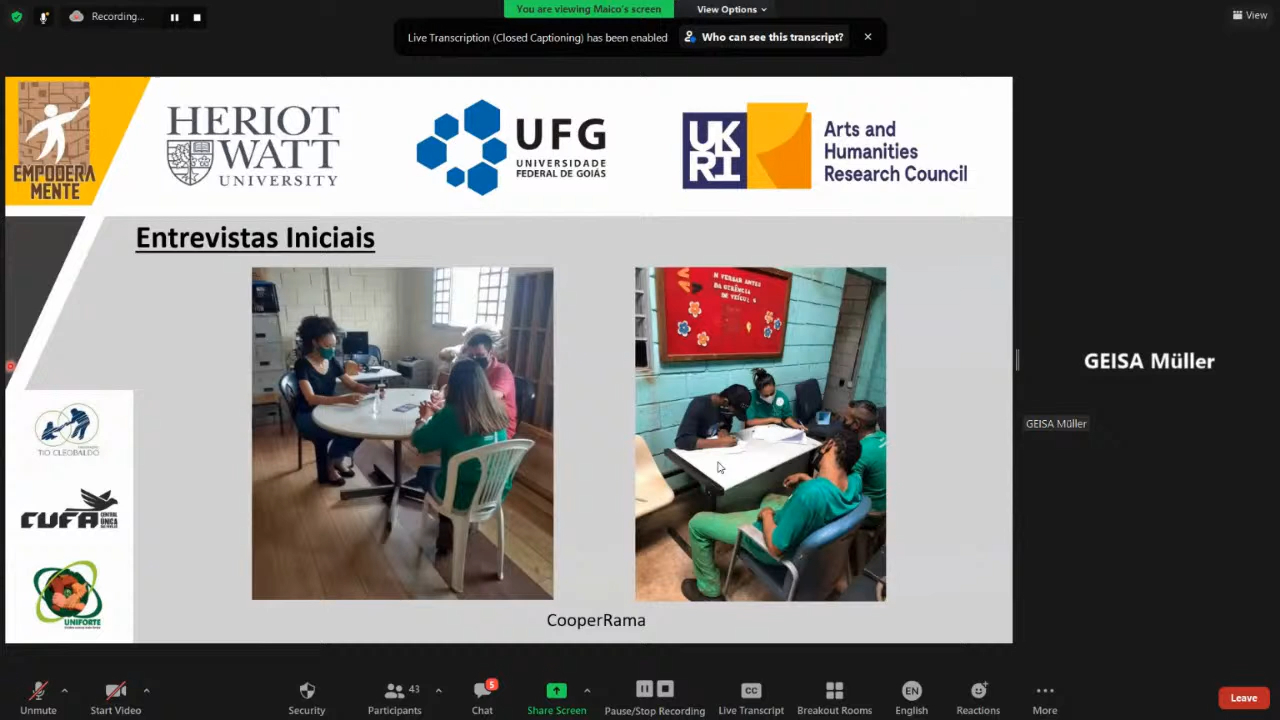 Recording...
You are viewing Maico's screen
View Options
View
Live Transcription (Closed Captioning) has been enabled
Who can see this transcript?
EMPODERA
MENTE
HERIOT
WATT
UNIVERSITY
UFG
UNIVERSIDADE
FEDERAL DE GOIÁS
UK
RI
Arts and
Humanities
Research Council
Entrevistas Iniciais
TIO CLEOBALDO
CUFA
CENTRAL
ÚNICA
UNIFORTE
CooperRama
GEISA Müller
GEISA Müller
Unmute
Start Video
Security
43
Participants
5
Chat
Share Screen
Pause/Stop Recording
CC
Live Transcript
Breakout Rooms
EN
English
Reactions
More
Leave